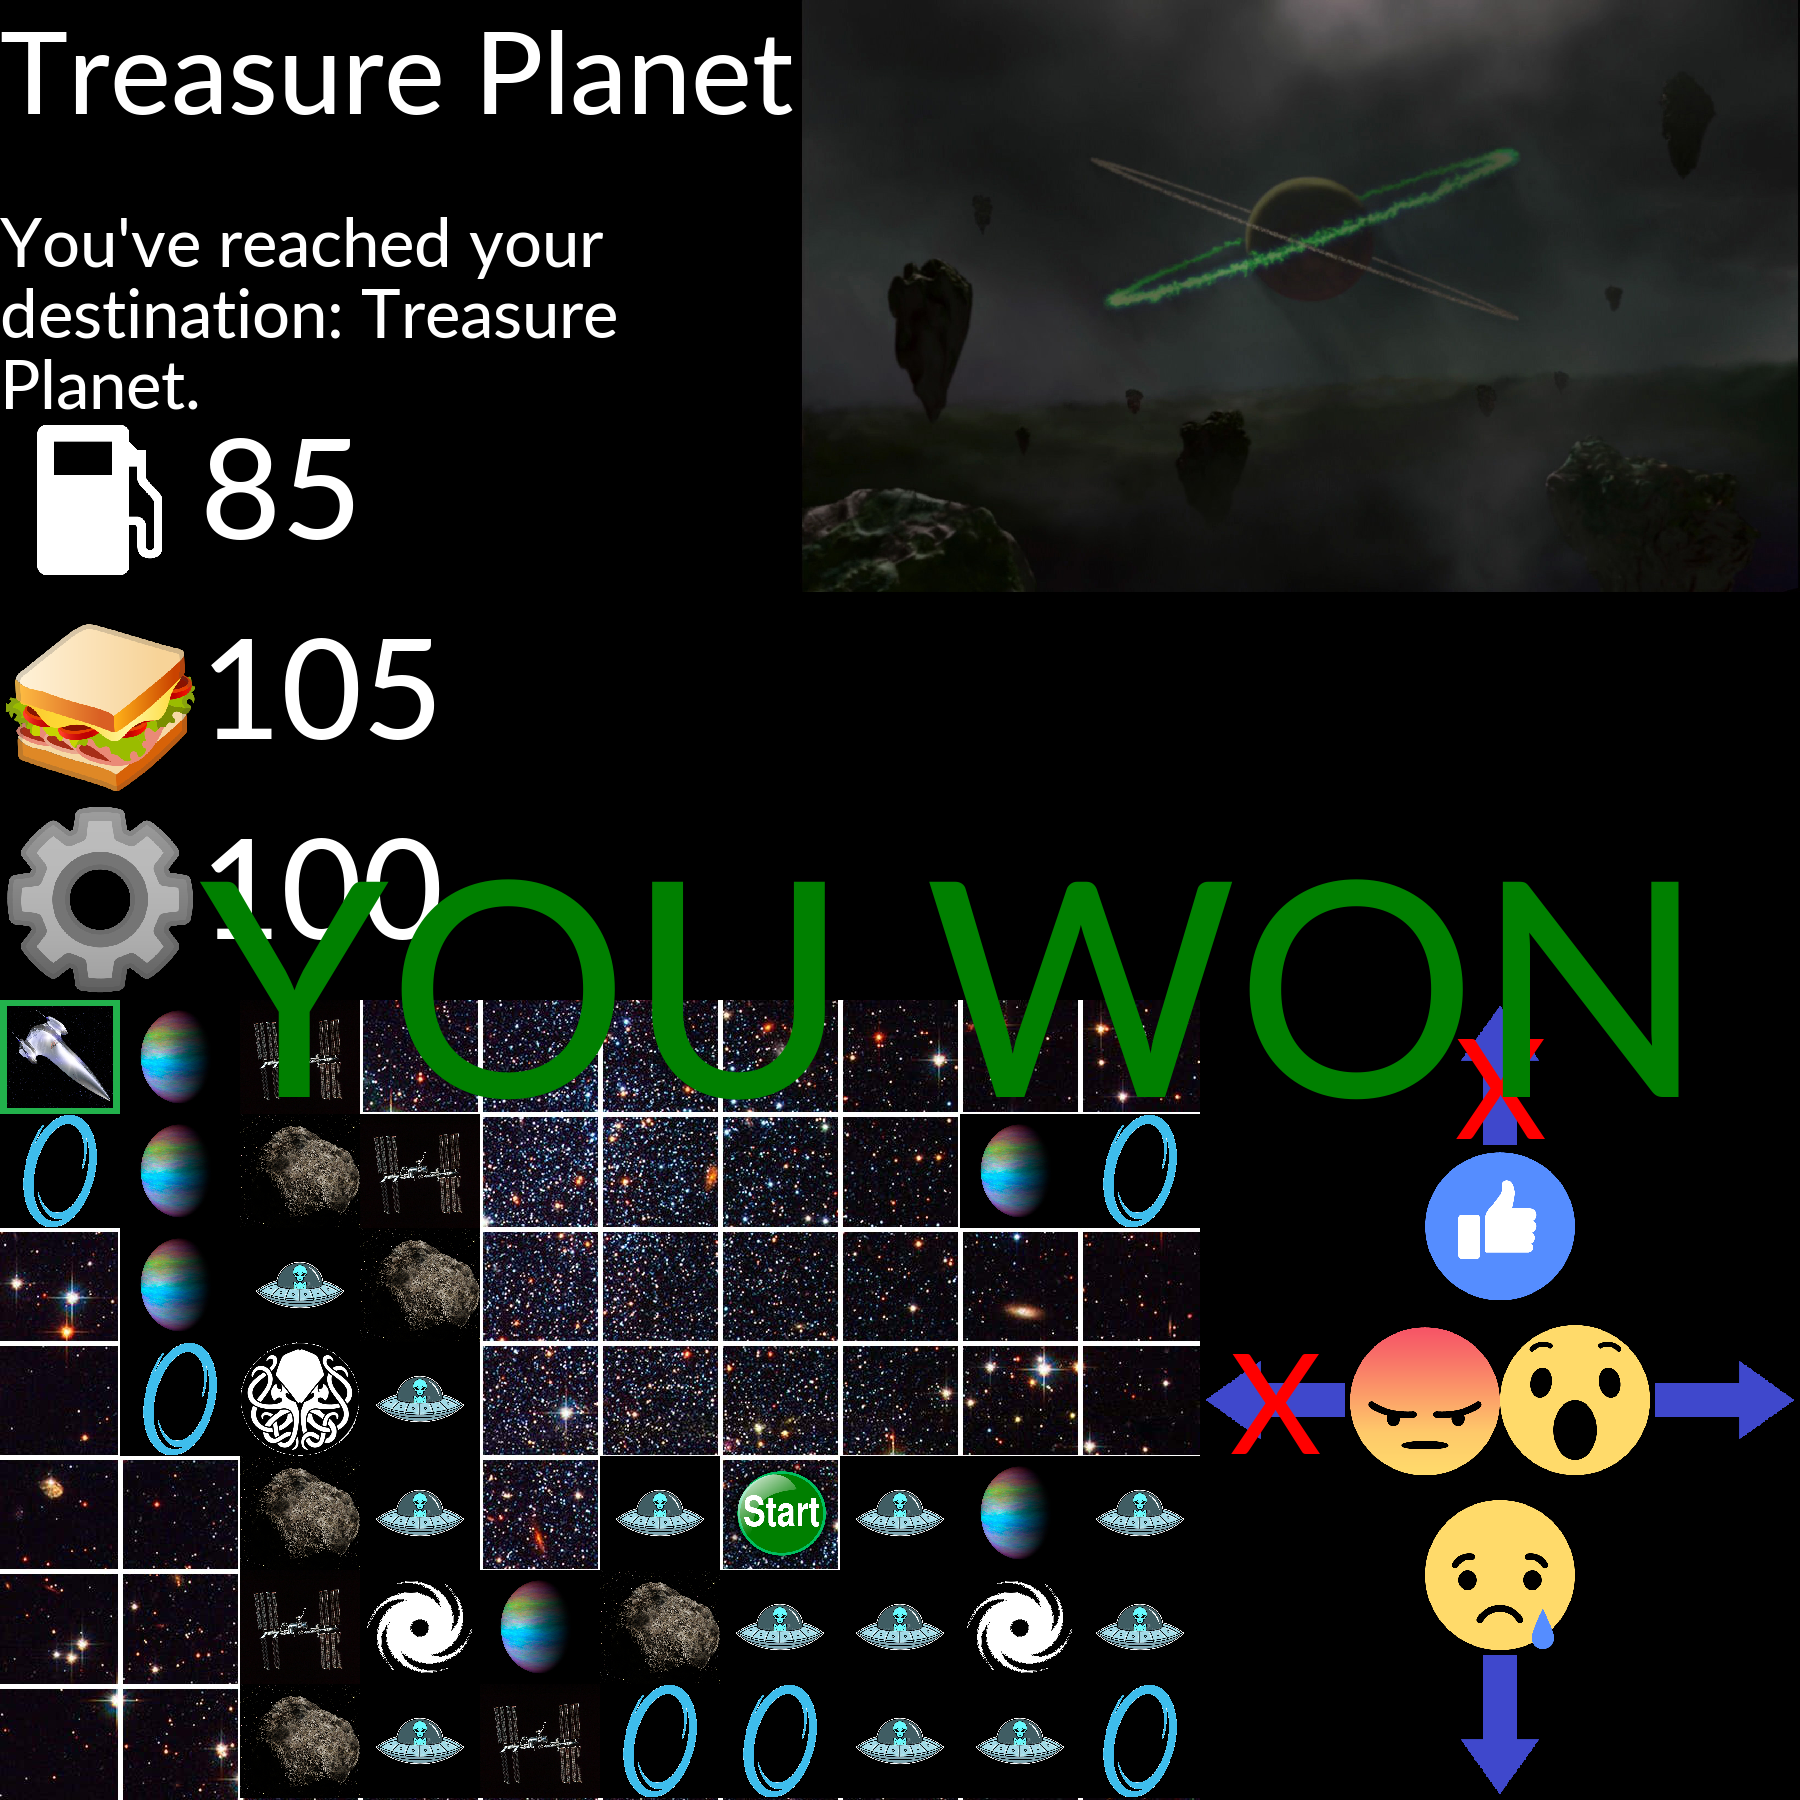 Treasure Planet
You've reached your
destination: Treasure
Planet.
85
105
100
YOU WON
X
X
Start